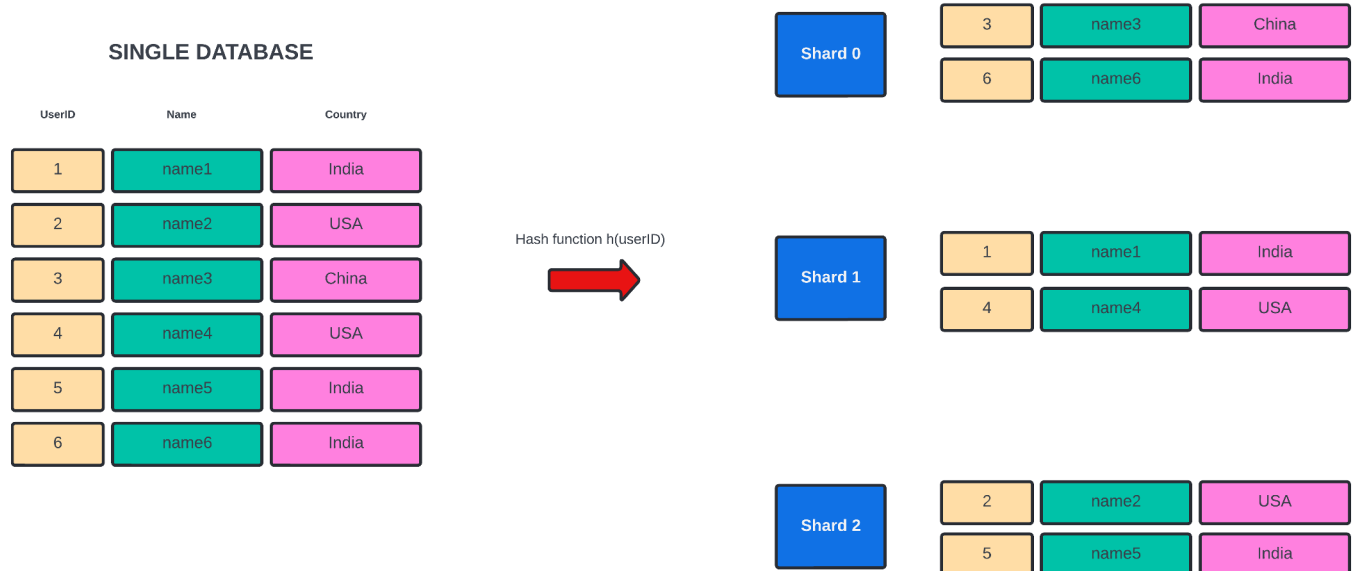 SINGLE DATABASE
UserID Name Country
1 name1 India
2 name2 USA
3 name3 China
4 name4 USA
5 name5 India
6 name6 India
Hash function h(userID)
Shard 0
3 name3 China
6 name6 India
Shard 1
1 name1 India
4 name4 USA
Shard 2
2 name2 USA
5 name5 India